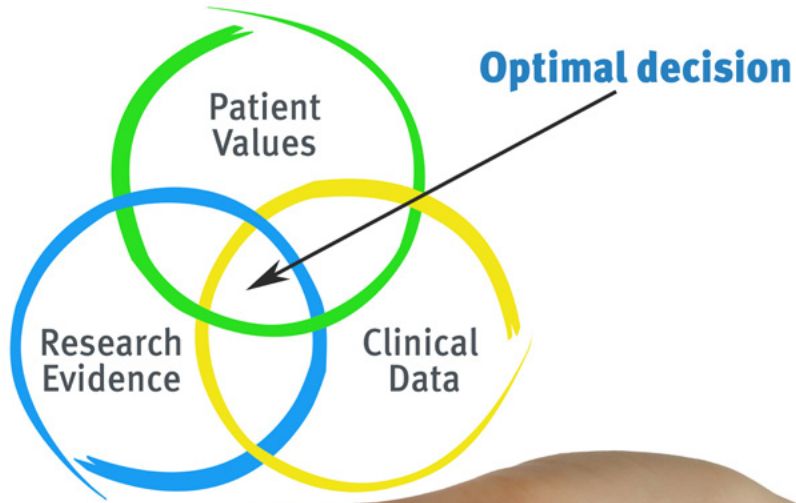 Optimal decision
Patient
Values
Research
Evidence
Clinical
Data